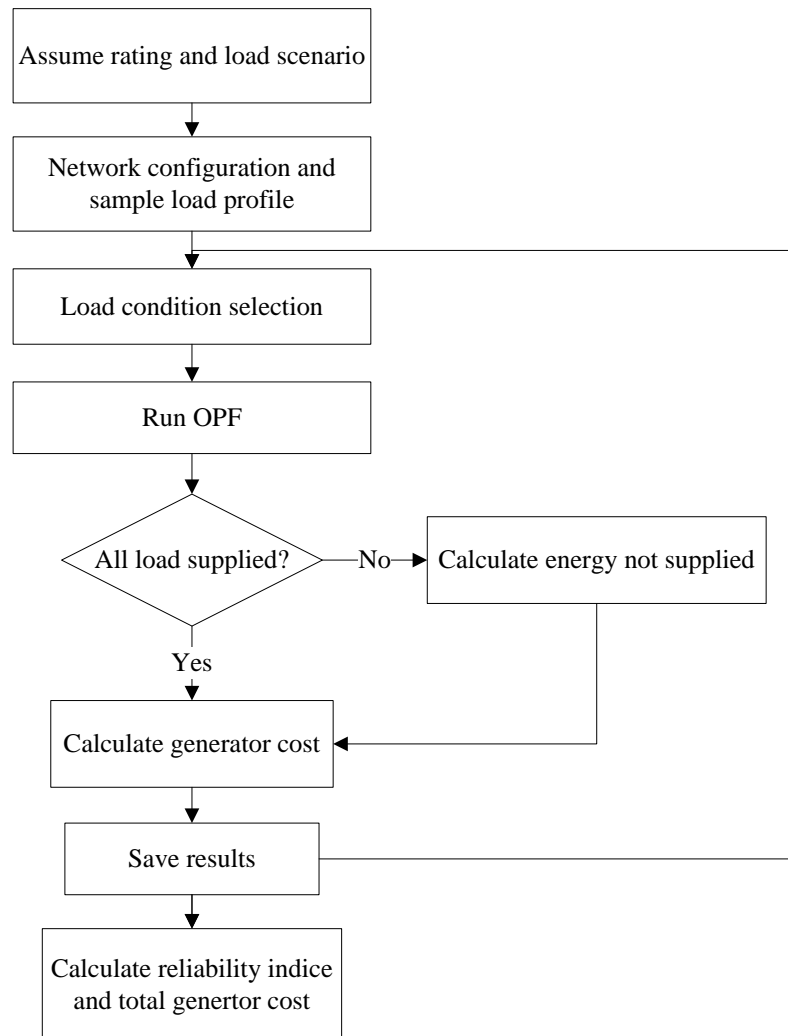 Assume rating and load scenario
Network configuration and
sample load profile
Load condition selection
Run OPF
All load supplied?
No
Calculate energy not supplied
Yes
Calculate generator cost
Save results
Calculate reliability indice
and total genertor cost